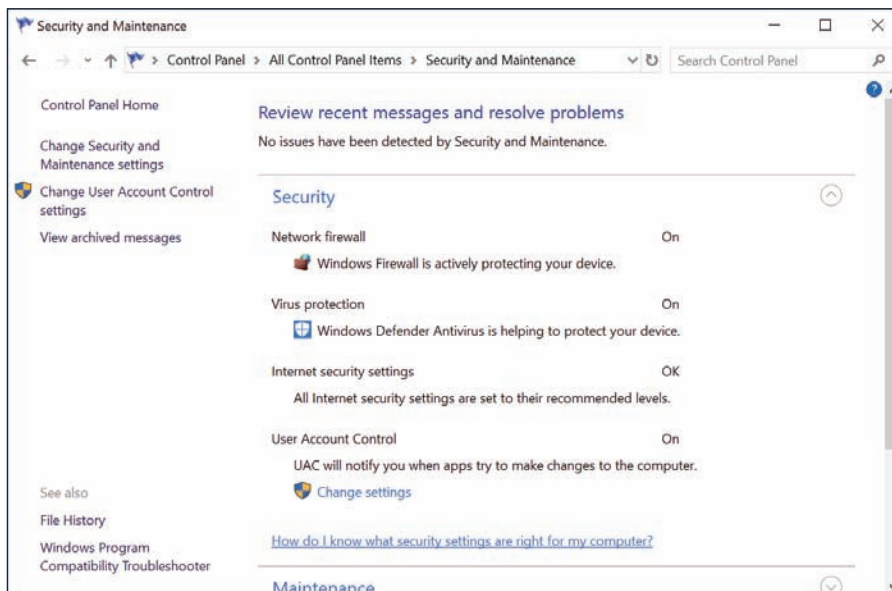 Security and Maintenance
Control Panel > All Control Panel Items > Security and Maintenance
Search Control Panel
Control Panel Home
Change Security and
Maintenance settings
Change User Account Control
settings
View archived messages
See also
File History
Windows Program
Compatibility Troubleshooter
?
Review recent messages and resolve problems
No issues have been detected by Security and Maintenance.
Security
Network firewall On
Windows Firewall is actively protecting your device.
Virus protection On
Windows Defender Antivirus is helping to protect your device.
Internet security settings OK
All Internet security settings are set to their recommended levels.
User Account Control On
UAC will notify you when apps try to make changes to the computer.
Change settings
How do I know what security settings are right for my computer?
Maintenance